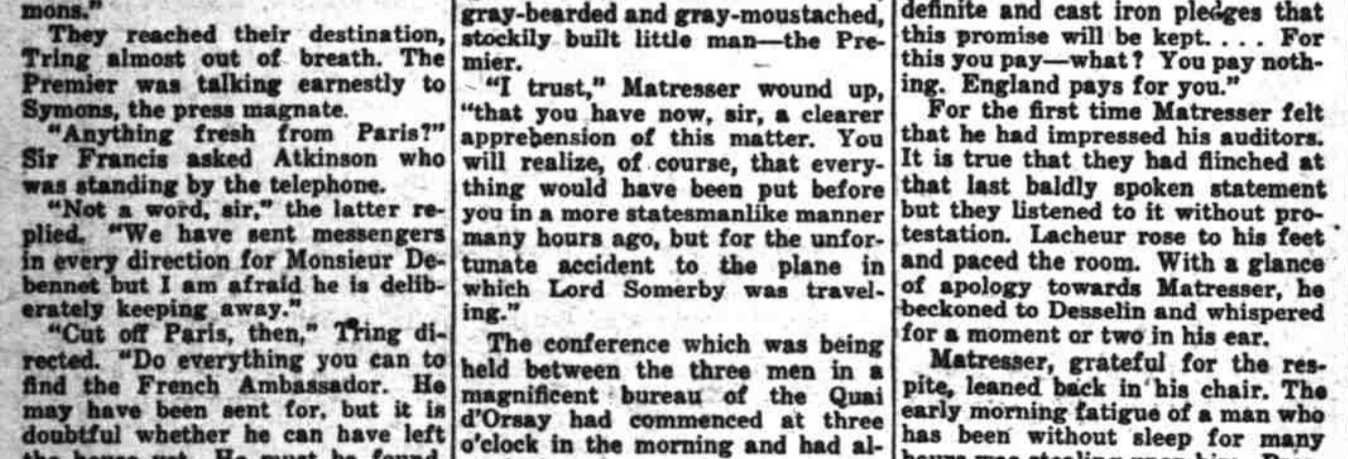 mons."
They reached their destination,
Tring almost out of breath. The
Premier was talking earnestly to
Symons, the press magnate.
"Anything fresh from Paris?"
Sir Francis asked Atkinson who
was standing by the telephone.
"Not a word, sir," the latter re-
plied. "We have sent messengers
in every direction for Monsieur De-
bennet but I am afraid he is delib-
erately keeping away."
"Cut off Paris, then," Tring di-
rected. "Do everything you can to
find the French Ambassador. He
may have been sent for, but it is
doubtful whether he can have left
the house yet. He must be found
gray-bearded and gray-moustached,
stockily built little man—the Pre-
mier.
"I trust," Matresser wound up,
"that you have now, sir, a clearer
apprehension of this matter. You
will realize, of course, that every-
thing would have been put before
you in a more statesmanlike manner
many hours ago, but for the unfor-
tunate accident to the plane in
which Lord Somerby was travel-
ing."
The conference which was being
held between the three men in a
magnificent bureau of the Quai
d'Orsay had commenced at three
o'clock in the morning and had al-
definite and cast iron pledges that
this promise will be kept. . . . For
this you pay—what? You pay noth-
ing. England pays for you."
For the first time Matresser felt
that he had impressed his auditors.
It is true that they had flinched at
that last baldly spoken statement
but they listened to it without pro-
testation. Lacheur rose to his feet
and paced the room. With a glance
of apology towards Matresser, he
beckoned to Desselin and whispered
for a moment or two in his ear.
Matresser, grateful for the res-
pite, leaned back in his chair. The
early morning fatigue of a man who
has been without sleep for many
hours was stealing upon him.